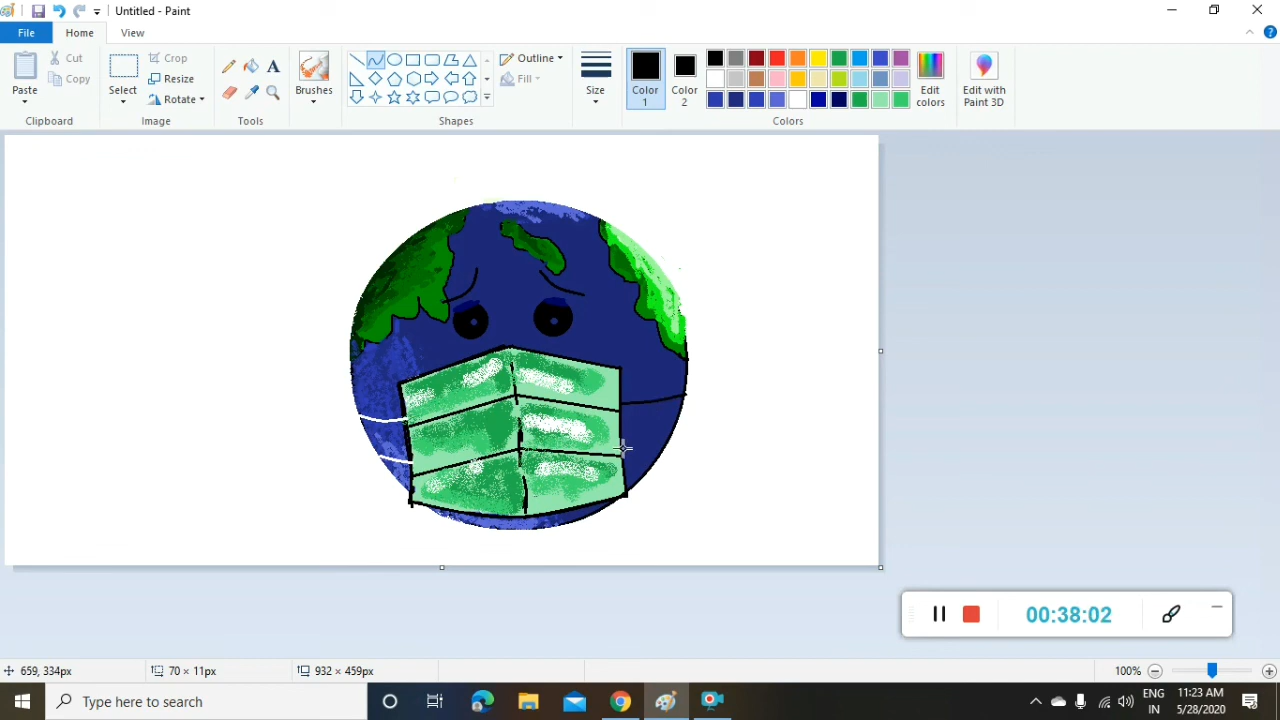 Untitled - Paint
File
Home
View
Paste
Cut
Copy
Clipboard
Select
Crop
Resize
Rotate
Image
Tools
Brushes
Shapes
Outline
Fill
Size
Color 1
Color 2
Edit colors
Colors
Edit with Paint 3D
00:38:02
659, 334px
70 × 11px
932 × 459px
100%
Type here to search
ENG
IN
11:23 AM
5/28/2020